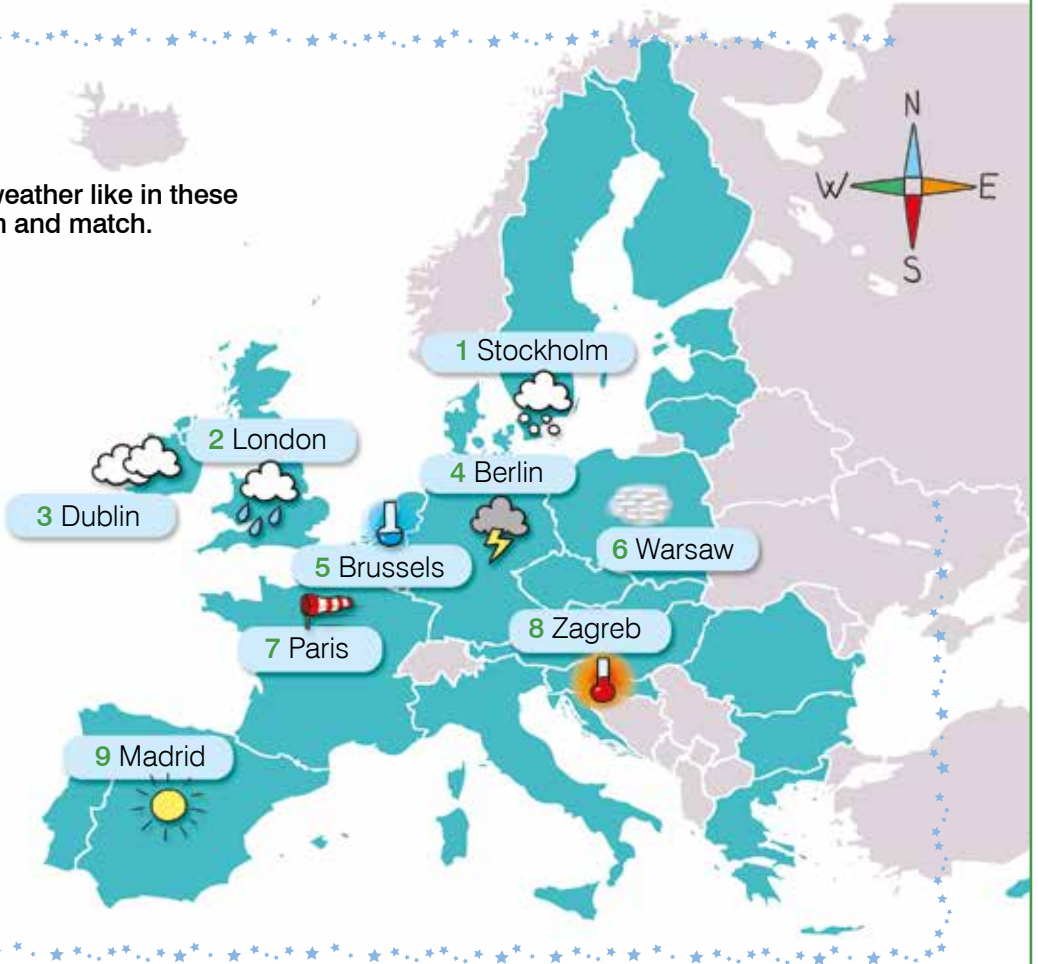 weather like in these
and match.
N
W E
S
1 Stockholm
2 London
4 Berlin
3 Dublin
6 Warsaw
5 Brussels
8 Zagreb
7 Paris
9 Madrid